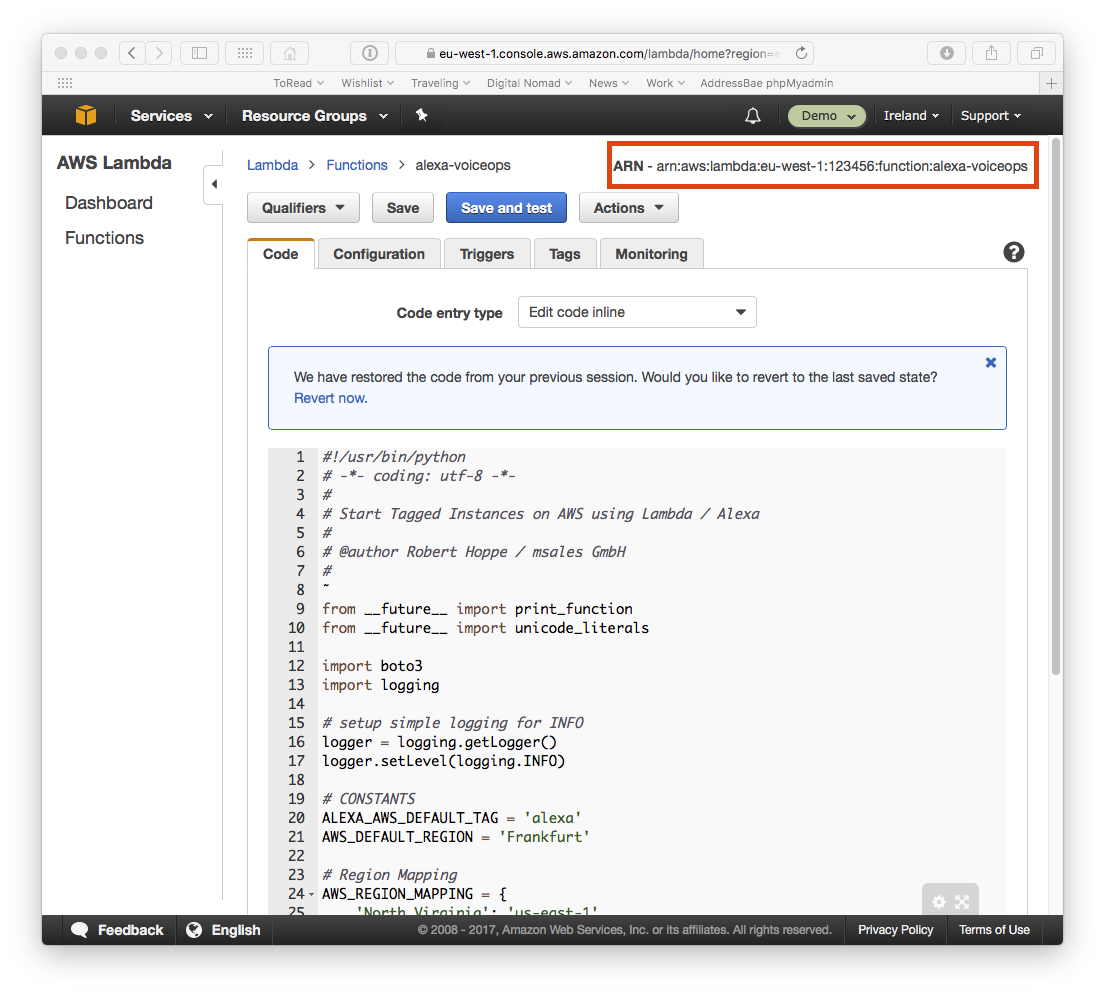 eu-west-1.console.aws.amazon.com/lambda/home?region=e
ToRead Wishlist Traveling Digital Nomad News Work AddressBae phpMyadmin
Services Resource Groups Demo Ireland Support
AWS Lambda
Dashboard
Functions
Lambda > Functions > alexa-voiceops
ARN - arn:aws:lambda:eu-west-1:123456:function:alexa-voiceops
Qualifiers Save Save and test Actions
Code Configuration Triggers Tags Monitoring
Code entry type Edit code inline
We have restored the code from your previous session. Would you like to revert to the last saved state?
Revert now.
1 #!/usr/bin/python
2 # -*- coding: utf-8 -*-
3 #
4 # Start Tagged Instances on AWS using Lambda / Alexa
5 #
6 # @author Robert Hoppe / msales GmbH
7 #
8 ~
9 from __future__ import print_function
10 from __future__ import unicode_literals
11
12 import boto3
13 import logging
14
15 # setup simple logging for INFO
16 logger = logging.getLogger()
17 logger.setLevel(logging.INFO)
18
19 # CONSTANTS
20 ALEXA_AWS_DEFAULT_TAG = 'alexa'
21 AWS_DEFAULT_REGION = 'Frankfurt'
22
23 # Region Mapping
24 AWS_REGION_MAPPING = {
25 'North Virginia': 'us-east-1'
Feedback English © 2008 - 2017, Amazon Web Services, Inc. or its affiliates. All rights reserved. Privacy Policy Terms of Use